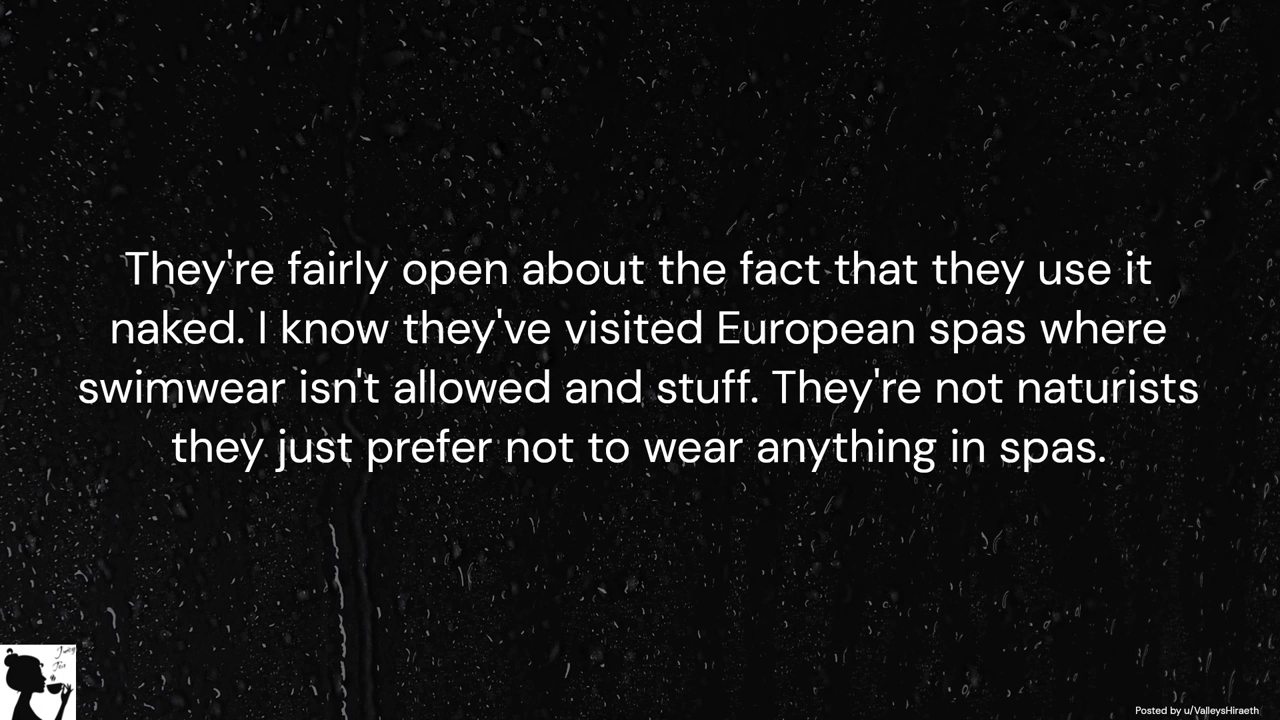 They're fairly open about the fact that they use it
naked. I know they've visited European spas where
swimwear isn't allowed and stuff. They're not naturists
they just prefer not to wear anything in spas.
Posted by u/ValleysHiraeth